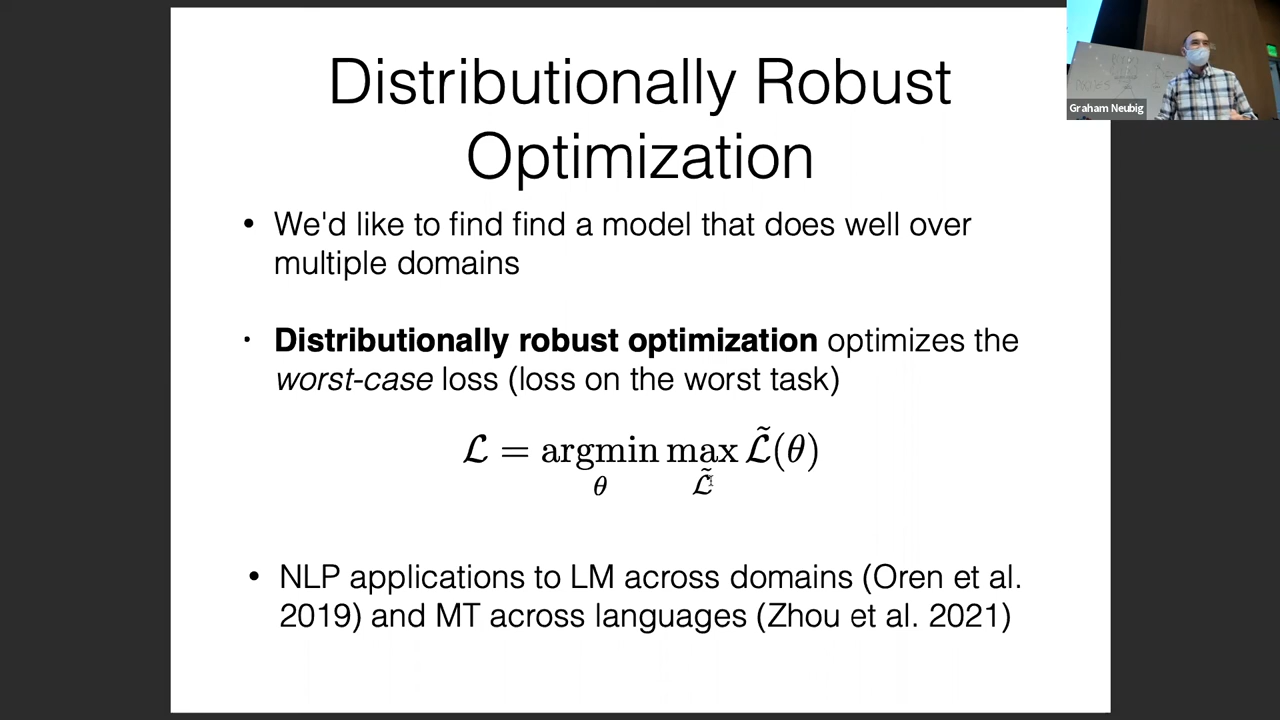 Distributionally Robust
Optimization
• We'd like to find find a model that does well over
multiple domains
• Distributionally robust optimization optimizes the
worst-case loss (loss on the worst task)
ℒ = argmin max ℒ̃(θ)
θ ℒ̃
• NLP applications to LM across domains (Oren et al.
2019) and MT across languages (Zhou et al. 2021)
Graham Neubig